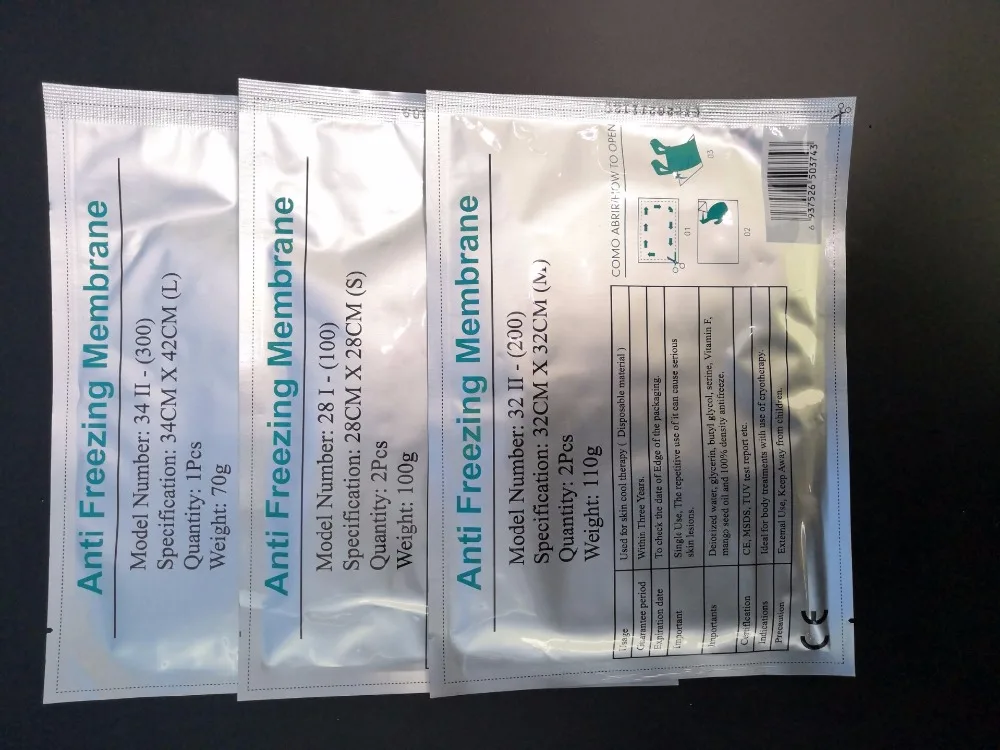 Anti Freezing Membrane
Model Number: 34 II - (300)
Specification: 34CM X 42CM (L)
Quantity: 1Pcs
Weight: 70g
Anti Freezing Membrane
Model Number: 28 I - (100)
Specification: 28CM X 28CM (S)
Quantity: 2Pcs
Weight: 100g
Anti Freezing Membrane
Model Number: 32 II - (200)
Specification: 32CM X 32CM (M)
Quantity: 2Pcs
Weight: 110g
COMO ABRIR/HOW TO OPEN
01
02
03
Usage Used for skin cool therapy ( Disposable material )
Guarantee period Within Three Years.
Expiration date To check the date of Edge of the packaging.
Important Single Use, The repetitive use of it can cause serious
skin lesions.
Importants Deiorized water, glycerin, butyl glycol, serine, Vitamin F,
mango seed oil and 100% density antifreeze.
Certification CE, MSDS, TUV test report etc.
Indications Ideal for body treatments with use of cryotherapy.
Precaution External Use, Keep Away from children.
CE
6 937526 503743